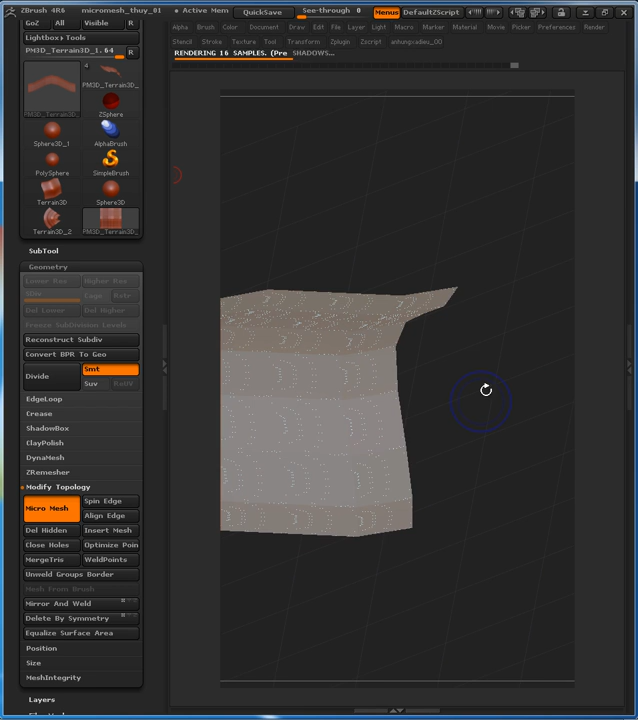 ZBrush 4R6 micromesh_thuy_01 • Active Mem QuickSave See-through 0 Menus DefaultZScript
GoZ All Visible R
Lightbox▸Tools
PM3D_Terrain3D_1. 64 R
Alpha Brush Color Document Draw Edit File Layer Light Macro Marker Material Movie Picture Preferences Render
Stencil Stroke Texture Tool Transform Zplugin Zscript anhungvadieu_00
RENDERING 16 SAMPLES. (Pre SHADOWS...
4
PM3D_Terrain3D_ PM3D_Terrain3D_
ZSphere
Sphere3D_1 AlphaBrush
PolySphere SimpleBrush
Terrain3D Sphere3D
Terrain3D_2 PM3D_Terrain3D_
SubTool
Geometry
Lower Res Higher Res
SDiv Cage Rstr
Del Lower Del Higher
Freeze SubDivision Levels
Reconstruct Subdiv
Convert BPR To Geo
Divide Smt
Suv ReUV
EdgeLoop
Crease
ShadowBox
ClayPolish
DynaMesh
ZRemesher
Modify Topology
Micro Mesh Spin Edge
Align Edge
Del Hidden Insert Mesh
Close Holes Optimize Poin
MergeTris WeldPoints
Unweld Groups Border
Mesh From Brush
Mirror And Weld
Delete By Symmetry
Equalize Surface Area
Position
Size
MeshIntegrity
Layers